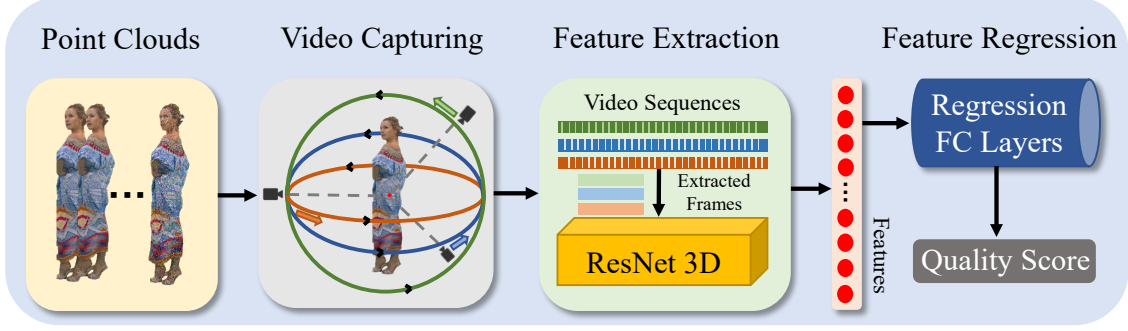 Point Clouds
Video Capturing
Feature Extraction
Feature Regression
Video Sequences
Extracted
Frames
ResNet 3D
Features
Regression
FC Layers
Quality Score